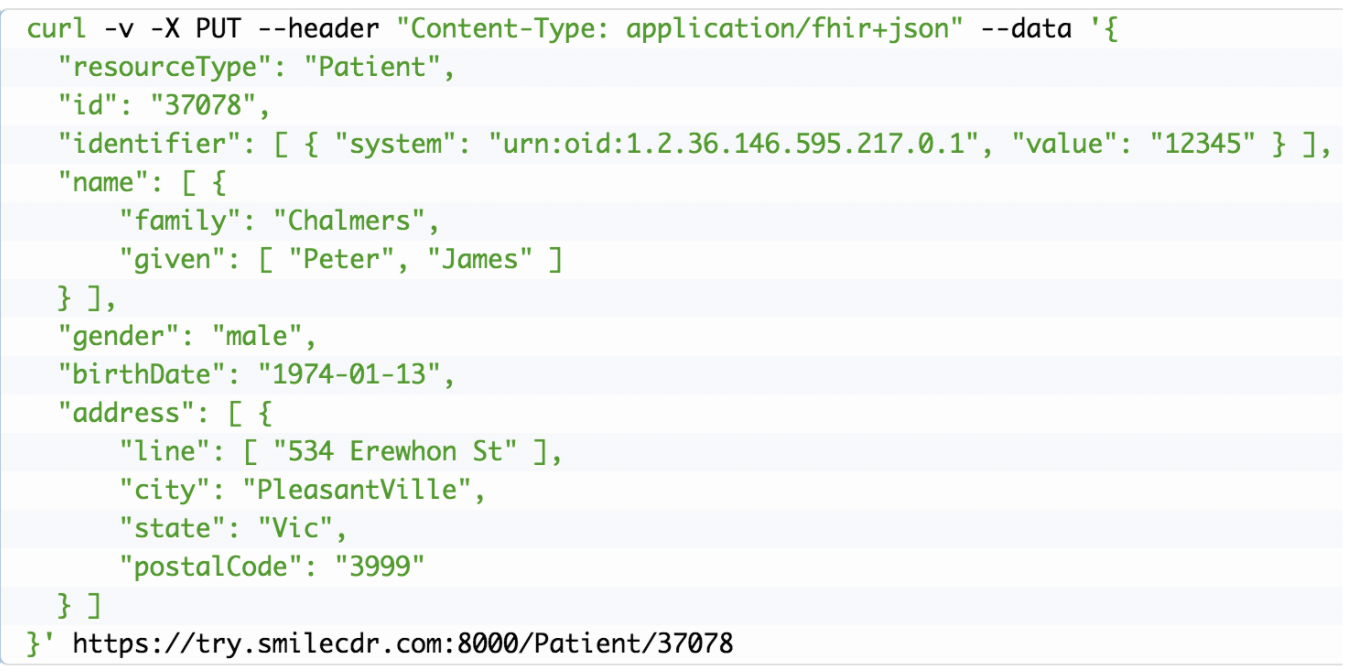 curl -v -X PUT --header "Content-Type: application/fhir+json" --data '{
"resourceType": "Patient",
"id": "37078",
"identifier": [ { "system": "urn:oid:1.2.36.146.595.217.0.1", "value": "12345" } ],
"name": [ {
"family": "Chalmers",
"given": [ "Peter", "James" ]
} ],
"gender": "male",
"birthDate": "1974-01-13",
"address": [ {
"line": [ "534 Erewhon St" ],
"city": "PleasantVille",
"state": "Vic",
"postalCode": "3999"
} ]
}' https://try.smilecdr.com:8000/Patient/37078